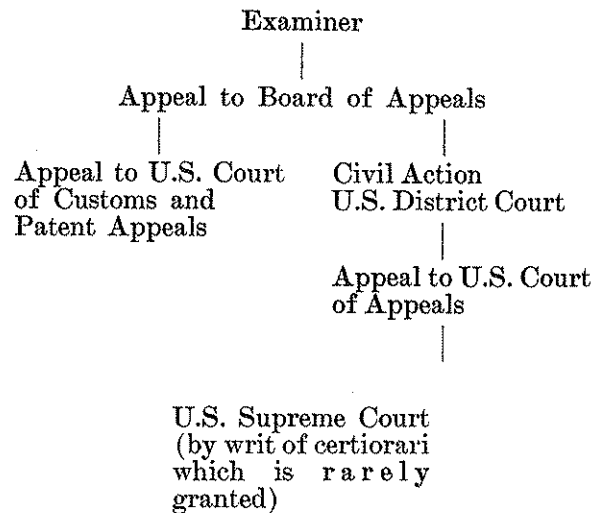 Examiner
Appeal to Board of Appeals
Appeal to U.S. Court
of Customs and
Patent Appeals
Civil Action
U.S. District Court
Appeal to U.S. Court
of Appeals
U.S. Supreme Court
(by writ of certiorari
which is rarely
granted)